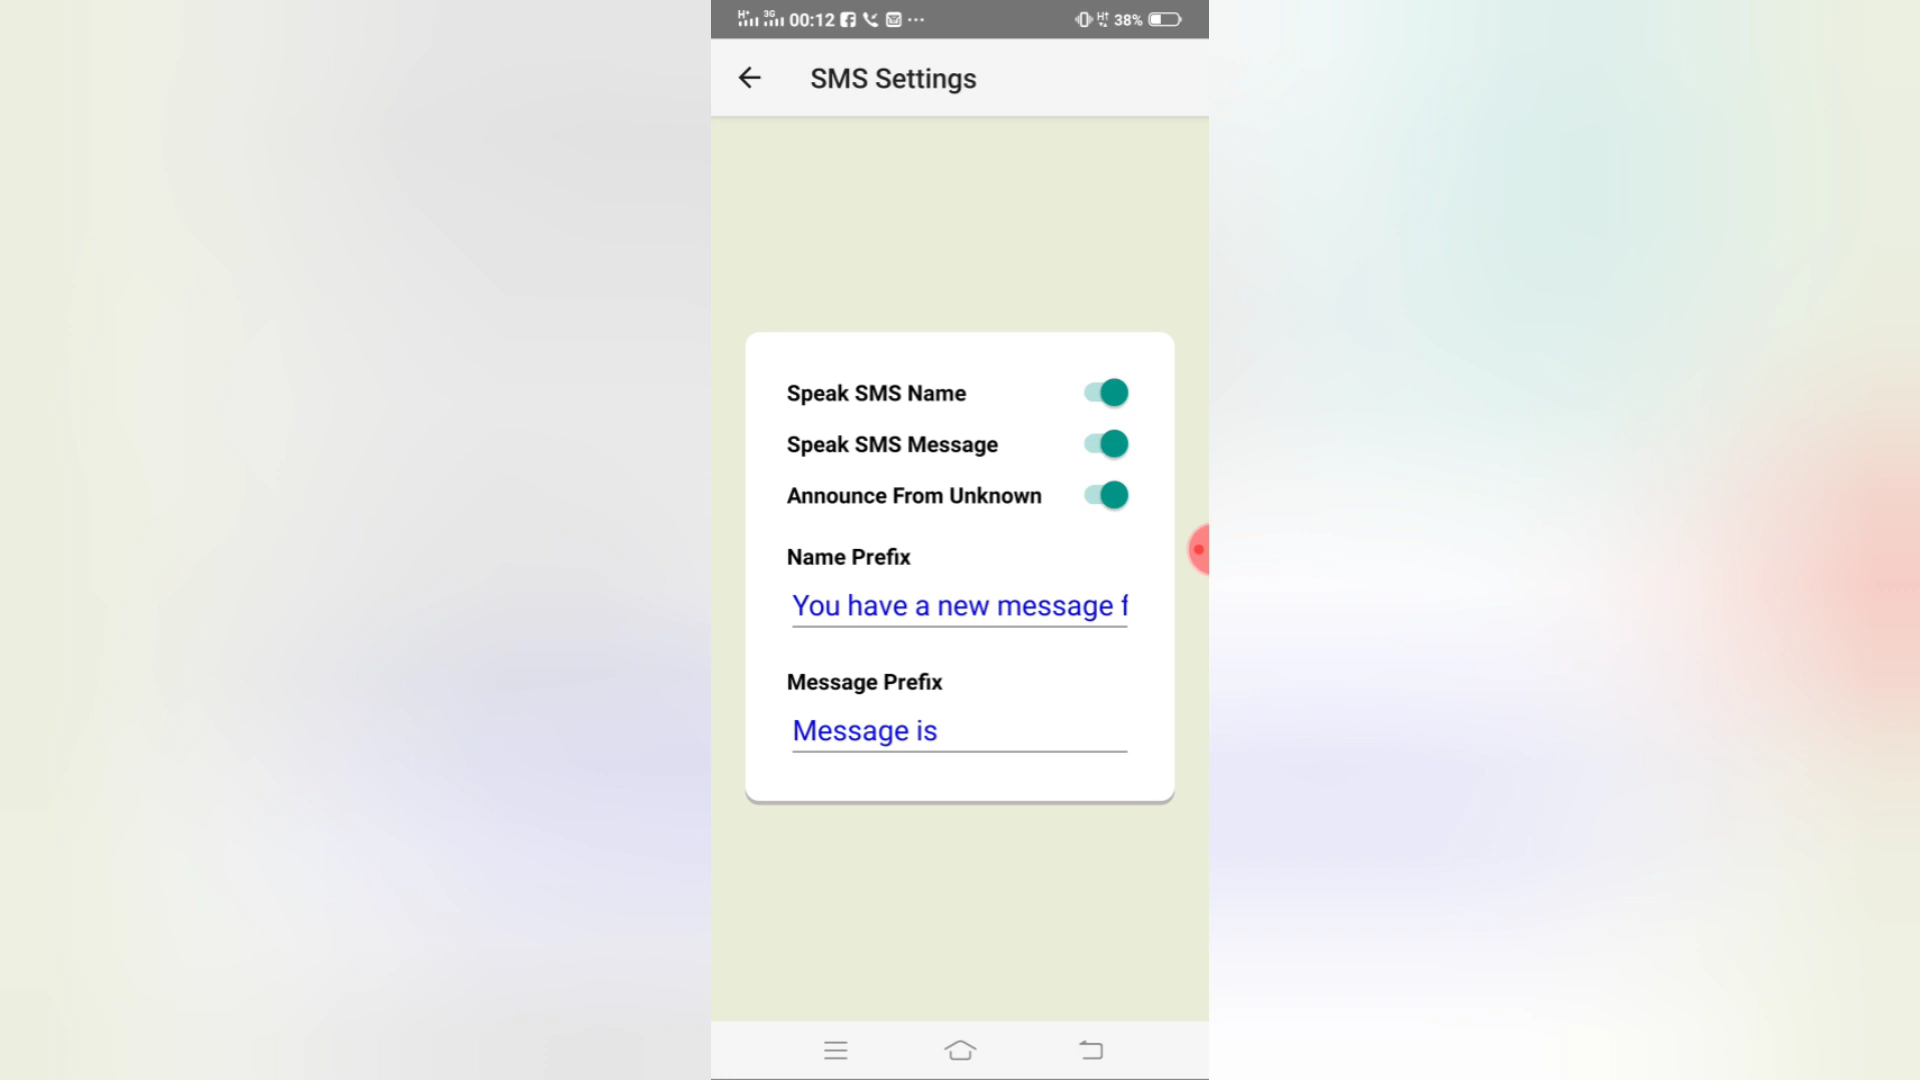 00:12 38%
SMS Settings
Speak SMS Name
Speak SMS Message
Announce From Unknown
Name Prefix
You have a new message f
Message Prefix
Message is